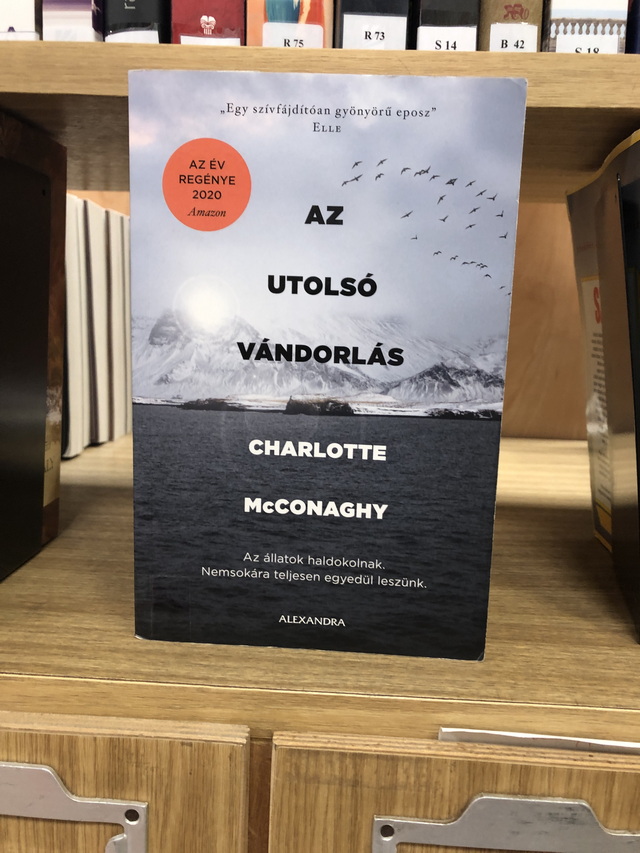 R 75
R 73
S 14
B 42
S 18
„Egy szívfájdítóan gyönyörű eposz”
ELLE
AZ ÉV
REGÉNYE
2020
Amazon
AZ
UTOLSÓ
VÁNDORLÁS
CHARLOTTE
McCONAGHY
Az állatok haldokolnak.
Nemsokára teljesen egyedül leszünk.
ALEXANDRA